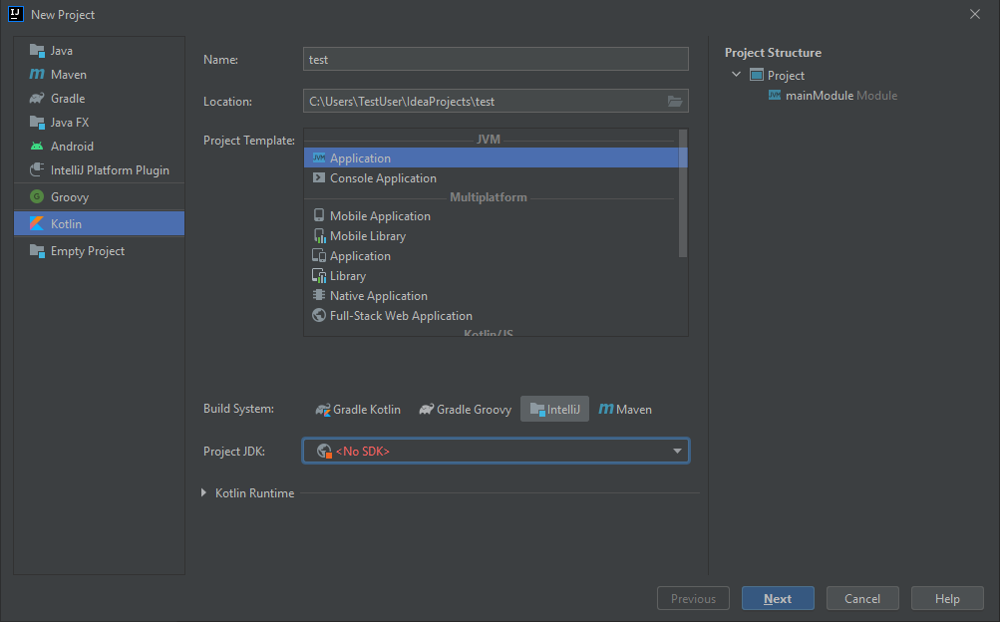 New Project
Java
Maven
Gradle
Java FX
Android
IntelliJ Platform Plugin
Groovy
Kotlin
Empty Project
Name: test
Location: C:\Users\TestUser\IdeaProjects\test
Project Template:
JVM
Application
Console Application
Multiplatform
Mobile Application
Mobile Library
Application
Library
Native Application
Full-Stack Web Application
Kotlin/JS
Build System: Gradle Kotlin Gradle Groovy IntelliJ Maven
Project JDK: <No SDK>
Kotlin Runtime
Project Structure
Project
mainModule Module
Previous Next Cancel Help